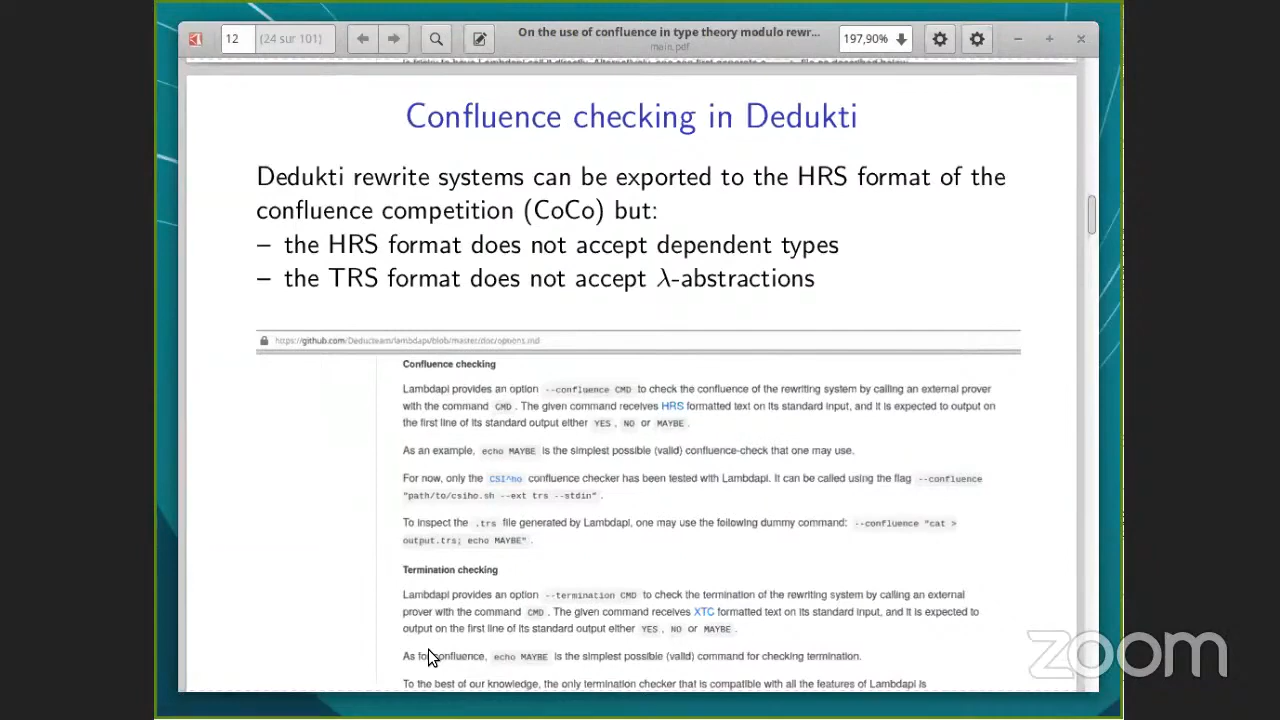 12 (24 sur 101) On the use of confluence in type theory modulo rewr... 197,90%
main.pdf
Confluence checking in Dedukti
Dedukti rewrite systems can be exported to the HRS format of the
confluence competition (CoCo) but:
– the HRS format does not accept dependent types
– the TRS format does not accept λ-abstractions
https://github.com/Deducteam/lambdapi/blob/master/doc/options.md
Confluence checking
Lambdapi provides an option --confluence CMD to check the confluence of the rewriting system by calling an external prover
with the command CMD . The given command receives HRS formatted text on its standard input, and it is expected to output on
the first line of its standard output either YES , NO or MAYBE .
As an example, echo MAYBE is the simplest possible (valid) confluence-check that one may use.
For now, only the CSI^ho confluence checker has been tested with Lambdapi. It can be called using the flag --confluence
"path/to/csiho.sh --ext trs --stdin" .
To inspect the .trs file generated by Lambdapi, one may use the following dummy command: --confluence "cat >
output.trs; echo MAYBE" .
Termination checking
Lambdapi provides an option --termination CMD to check the termination of the rewriting system by calling an external
prover with the command CMD . The given command receives XTC formatted text on its standard input, and it is expected to
output on the first line of its standard output either YES , NO or MAYBE .
As for confluence, echo MAYBE is the simplest possible (valid) command for checking termination.
To the best of our knowledge, the only termination checker that is compatible with all the features of Lambdapi is
zoom